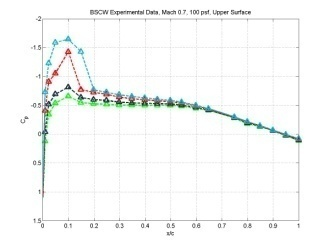 BSCW Experimental Data, Mach 0.7, 100 psf, Upper Surface
-2
-1.5
-1
-0.5
0
0.5
1
1.5
Cp
0 0.1 0.2 0.3 0.4 0.5 0.6 0.7 0.8 0.9 1
x/c